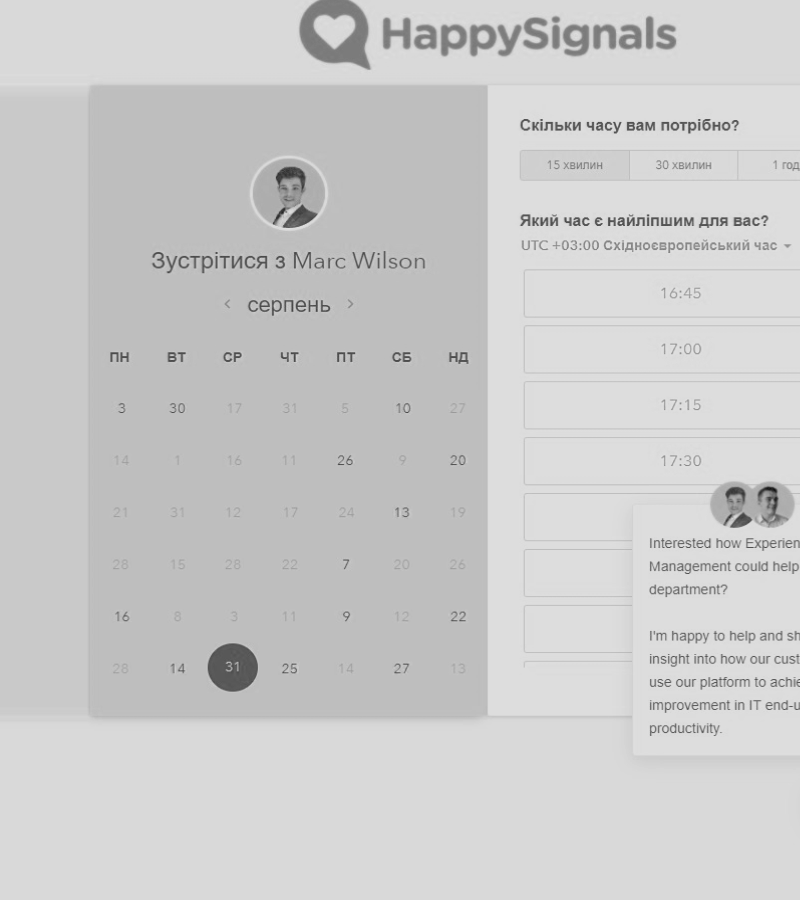 HappySignals
Зустрітися з Marc Wilson
серпень
ПН ВТ СР ЧТ ПТ СБ НД
3 30 17 31 5 10 27
14 1 16 11 26 9 20
21 31 12 17 24 13 19
28 15 28 22 7 20 26
16 8 3 11 9 12 22
28 14 31 25 14 27 13
Скільки часу вам потрібно?
15 хвилин 30 хвилин 1 год
Який час є найліпшим для вас?
UTC +03:00 Східноєвропейський час
16:45
17:00
17:15
17:30
Interested how Experien
Management could help
department?
I'm happy to help and sh
insight into how our cust
use our platform to achie
improvement in IT end-u
productivity.